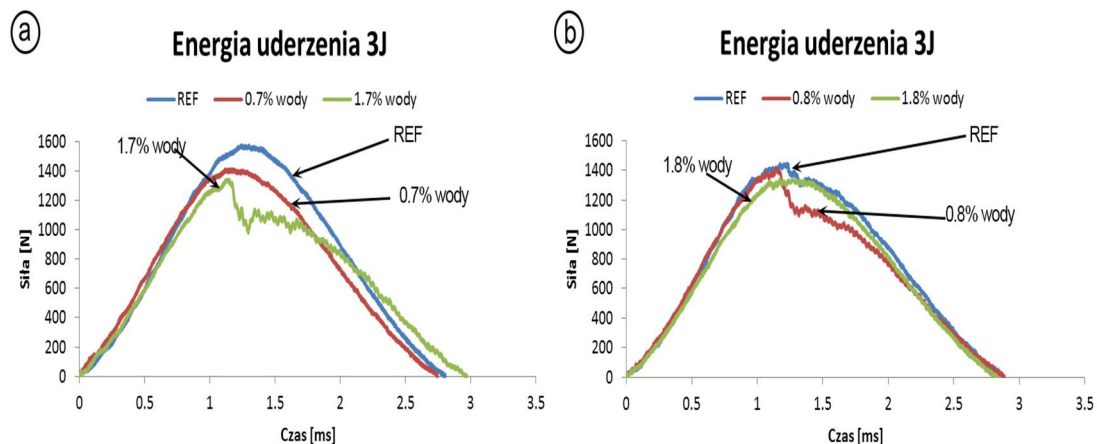 a
Energia uderzenia 3J
REF 0.7% wody 1.7% wody
1600
1400
1200
1000
800
600
400
200
0
Siła [N]
1.7% wody
REF
0.7% wody
0 0.5 1 1.5 2 2.5 3 3.5
Czas [ms]
b
Energia uderzenia 3J
REF 0.8% wody 1.8% wody
1600
1400
1200
1000
800
600
400
200
0
Siła [N]
1.8% wody
REF
0.8% wody
0 0.5 1 1.5 2 2.5 3 3.5
Czas [ms]